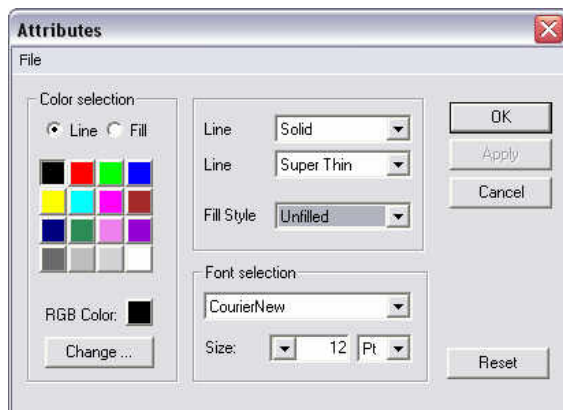 Attributes
File
Color selection
Line Fill
RGB Color:
Change ...
Line Solid
Line Super Thin
Fill Style Unfilled
Font selection
CourierNew
Size: 12 Pt
OK
Apply
Cancel
Reset